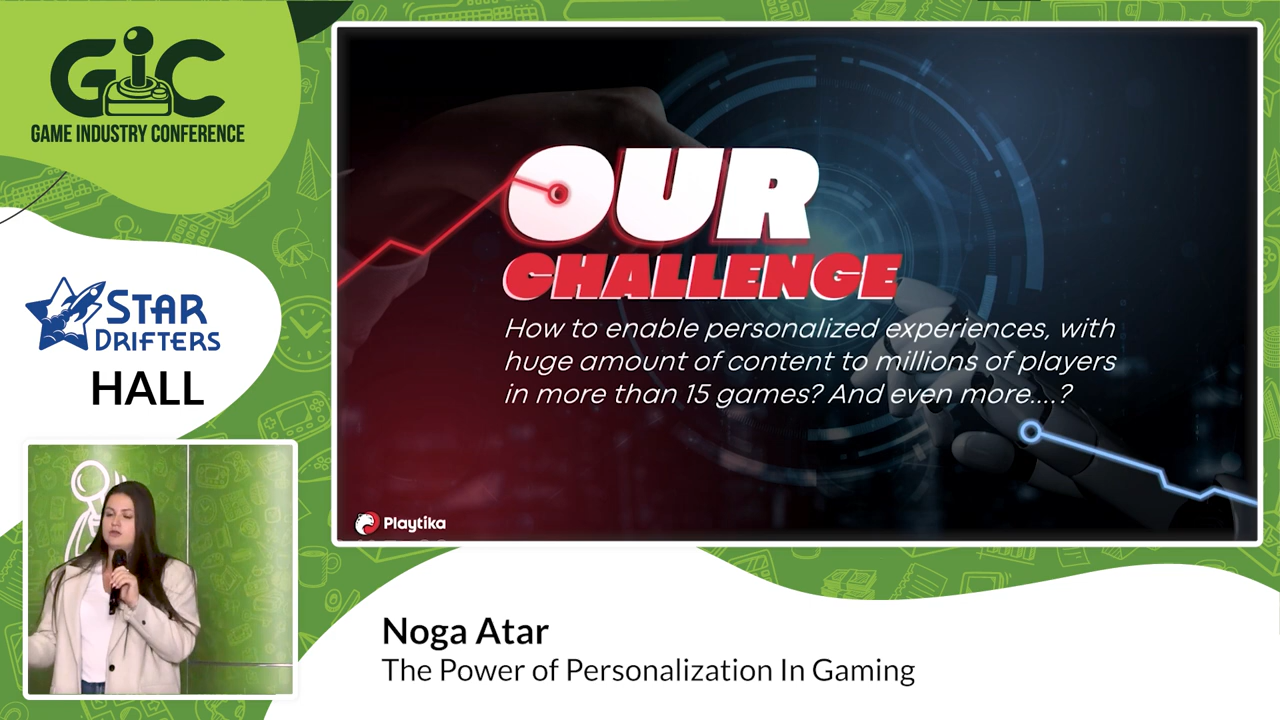 GIC
GAME INDUSTRY CONFERENCE
STAR
DRIFTERS
HALL
OUR
CHALLENGE
How to enable personalized experiences, with
huge amount of content to millions of players
in more than 15 games? And even more....?
Playtika
Noga Atar
The Power of Personalization In Gaming